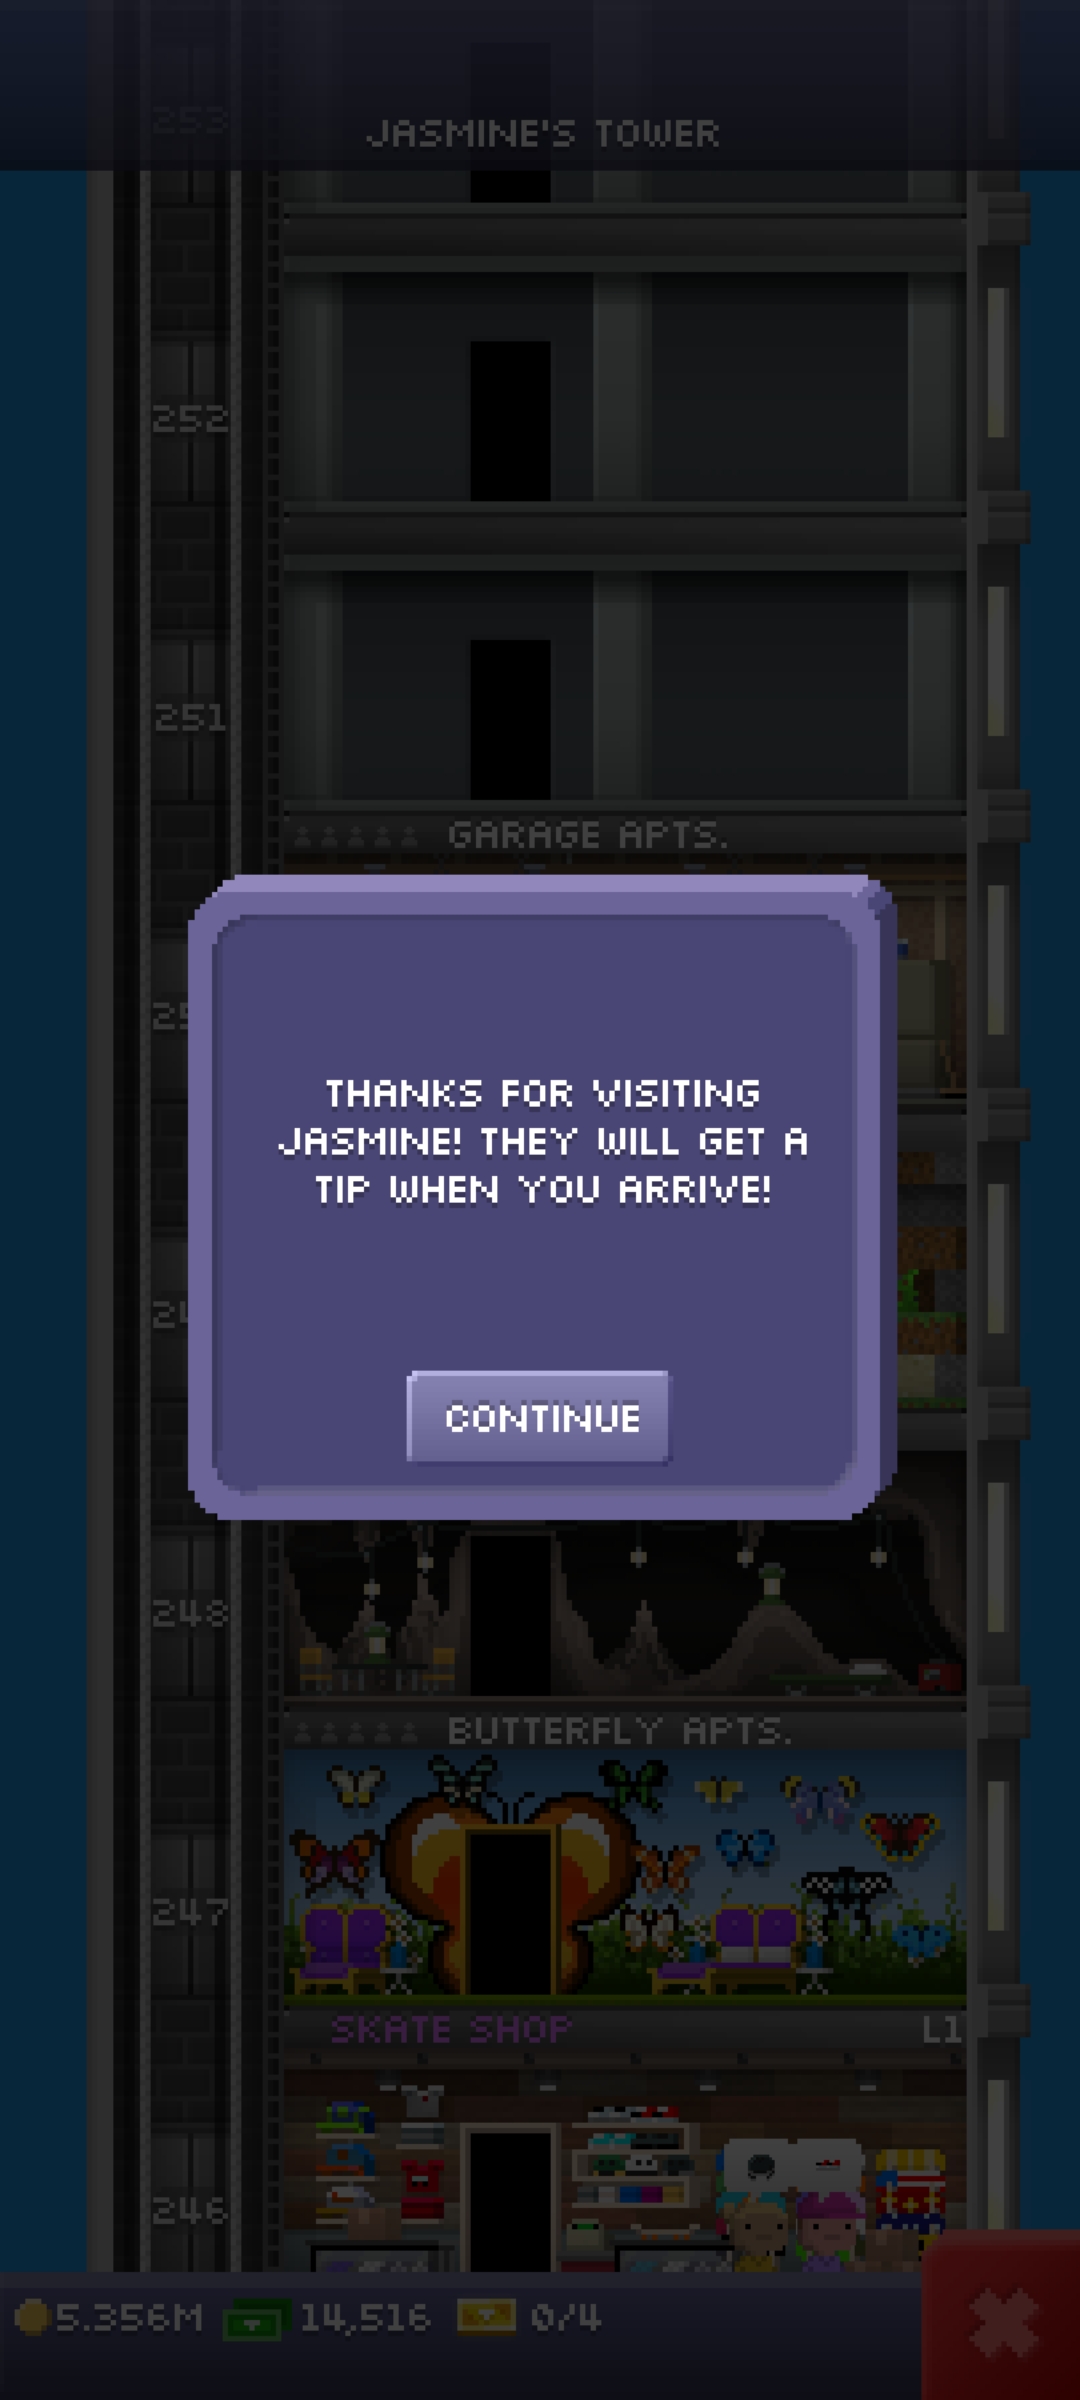 253
JASMINE'S TOWER
252
251
GARAGE APTS.
THANKS FOR VISITING
JASMINE! THEY WILL GET A
TIP WHEN YOU ARRIVE!
CONTINUE
248
BUTTERFLY APTS.
247
SKATE SHOP L1
246
5.356M 14,516 0/4